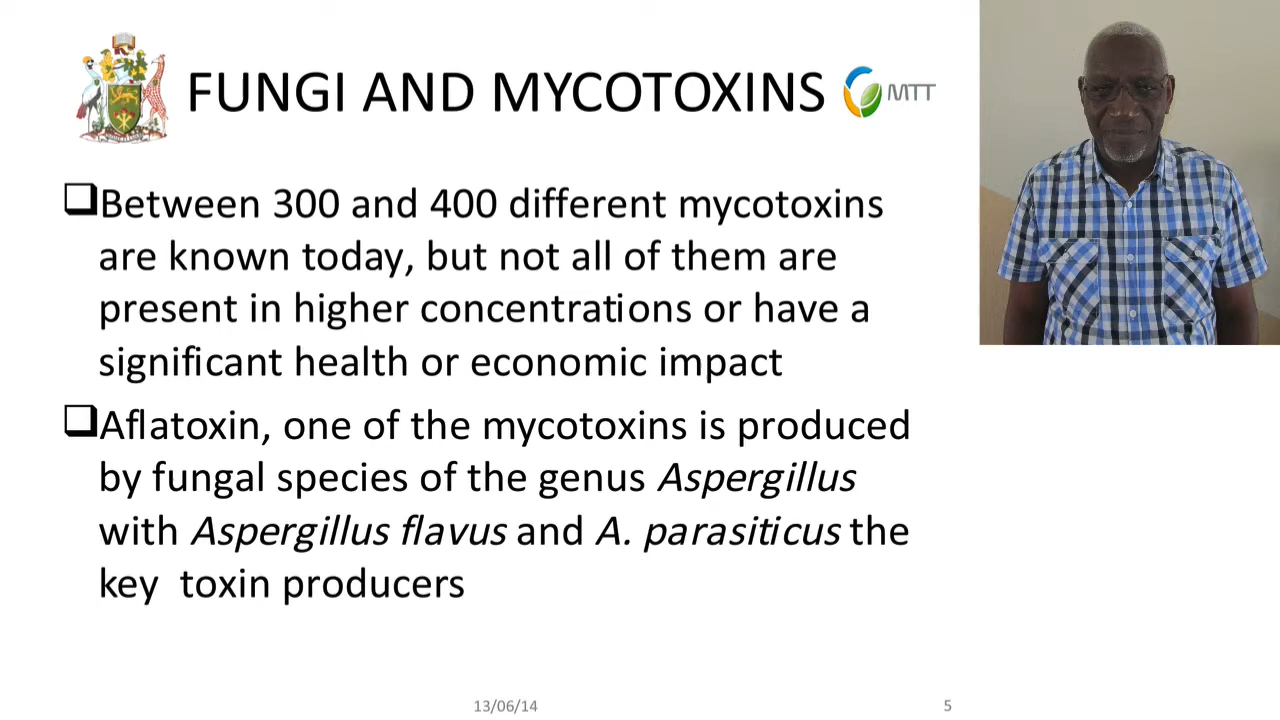 FUNGI AND MYCOTOXINS
MTT
❑Between 300 and 400 different mycotoxins
are known today, but not all of them are
present in higher concentrations or have a
significant health or economic impact
❑Aflatoxin, one of the mycotoxins is produced
by fungal species of the genus Aspergillus
with Aspergillus flavus and A. parasiticus the
key  toxin producers
13/06/14
5